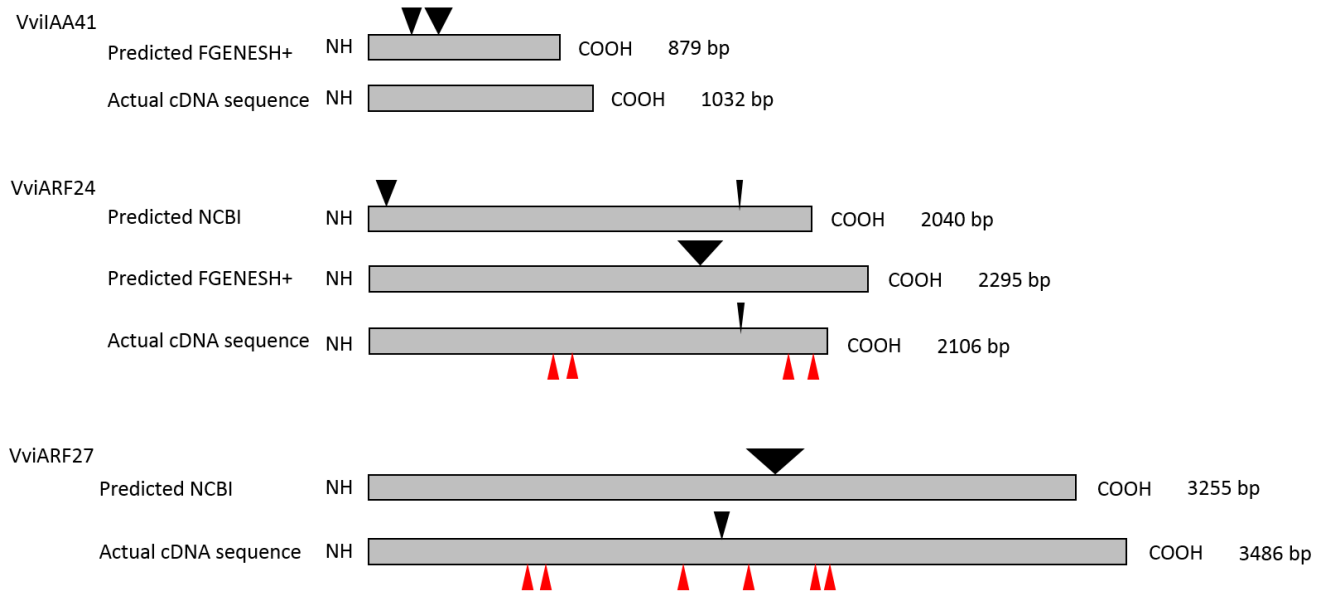 VviIAA41
Predicted FGENESH+ NH COOH 879 bp
Actual cDNA sequence NH COOH 1032 bp
VviARF24
Predicted NCBI NH COOH 2040 bp
Predicted FGENESH+ NH COOH 2295 bp
Actual cDNA sequence NH COOH 2106 bp
VviARF27
Predicted NCBI NH COOH 3255 bp
Actual cDNA sequence NH COOH 3486 bp